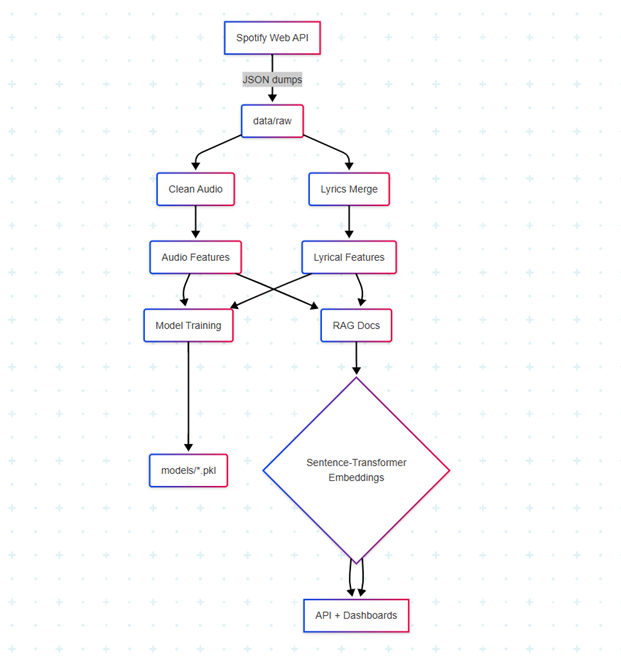 Spotify Web API
JSON dumps
data/raw
Clean Audio
Lyrics Merge
Audio Features
Lyrical Features
Model Training
RAG Docs
models/*.pkl
Sentence-Transformer
Embeddings
API + Dashboards